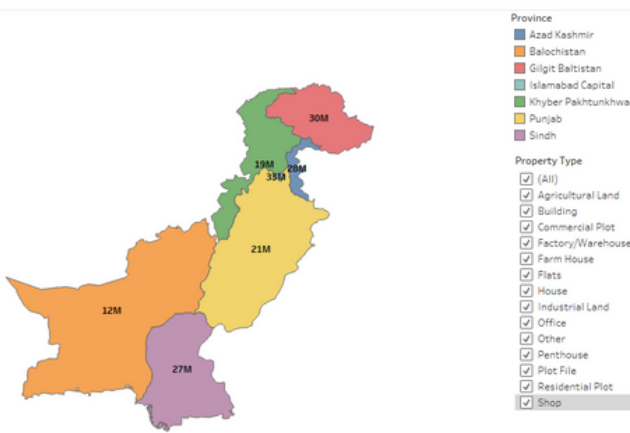 Province
Azad Kashmir
Balochistan
Gilgit Baltistan
Islamabad Capital
Khyber Pakhtunkhwa
Punjab
Sindh
Property Type
(All)
Agricultural Land
Building
Commercial Plot
Factory/Warehouse
Farm House
Flats
House
Industrial Land
Office
Other
Penthouse
Plot File
Residential Plot
Shop
30M
19M
28M
33M
21M
12M
27M